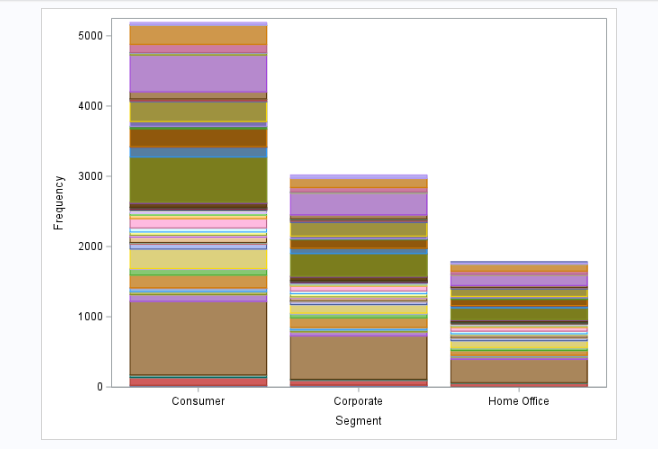 5000
4000
3000
2000
1000
0
Frequency
Consumer
Corporate
Home Office
Segment